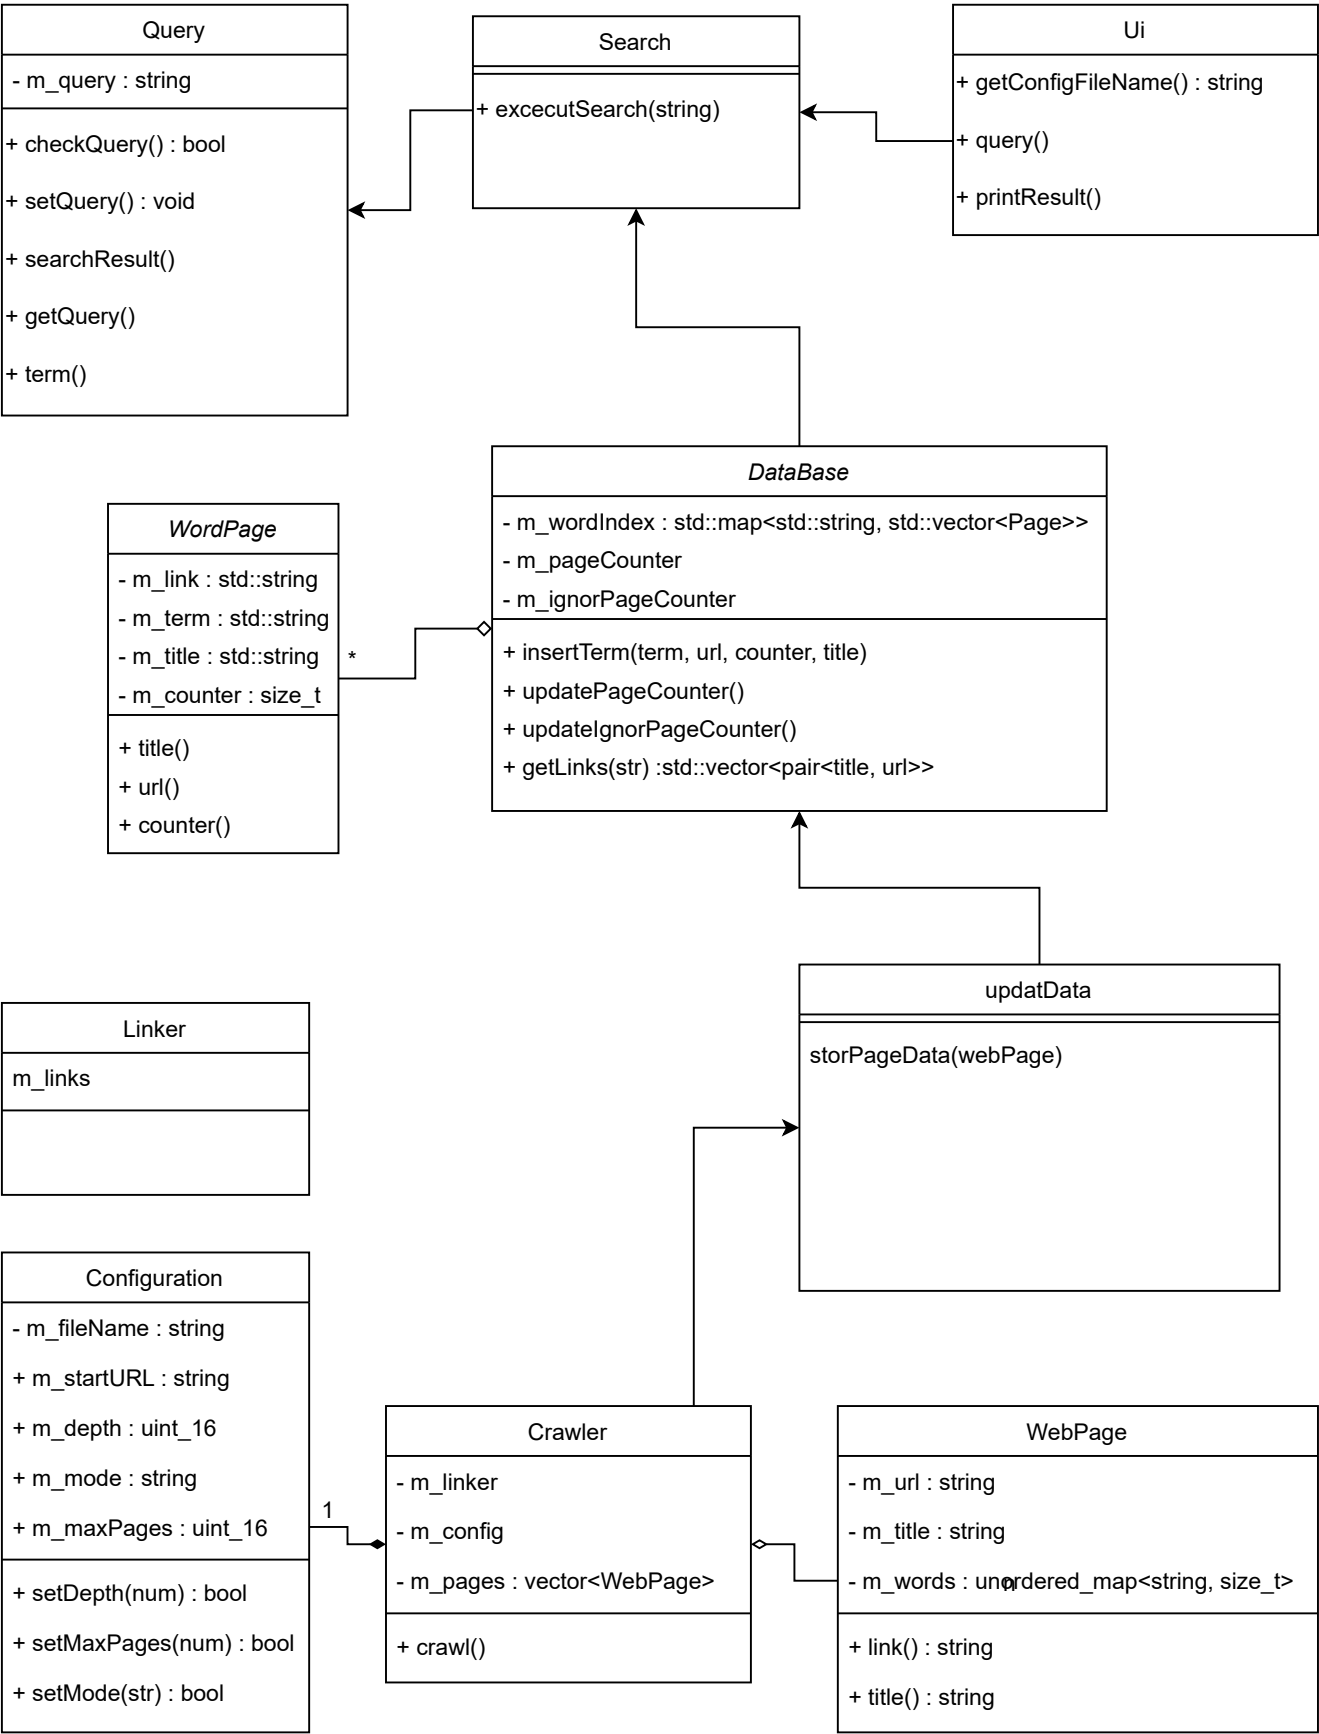 Query
- m_query : string
+ checkQuery() : bool
+ setQuery() : void
+ searchResult()
+ getQuery()
+ term()
Search
+ excecutSearch(string)
Ui
+ getConfigFileName() : string
+ query()
+ printResult()
DataBase
- m_wordIndex : std::map<std::string, std::vector<Page>>
- m_pageCounter
- m_ignorPageCounter
+ insertTerm(term, url, counter, title)
+ updatePageCounter()
+ updateIgnorPageCounter()
+ getLinks(str) :std::vector<pair<title, url>>
WordPage
- m_link : std::string
- m_term : std::string
- m_title : std::string
- m_counter : size_t
+ title()
+ url()
+ counter()
*
updatData
storPageData(webPage)
Linker
m_links
Configuration
- m_fileName : string
+ m_startURL : string
+ m_depth : uint_16
+ m_mode : string
+ m_maxPages : uint_16
+ setDepth(num) : bool
+ setMaxPages(num) : bool
+ setMode(str) : bool
1
Crawler
- m_linker
- m_config
- m_pages : vector<WebPage>
+ crawl()
WebPage
- m_url : string
- m_title : string
- m_words : unordered_map<string, size_t>
n
+ link() : string
+ title() : string